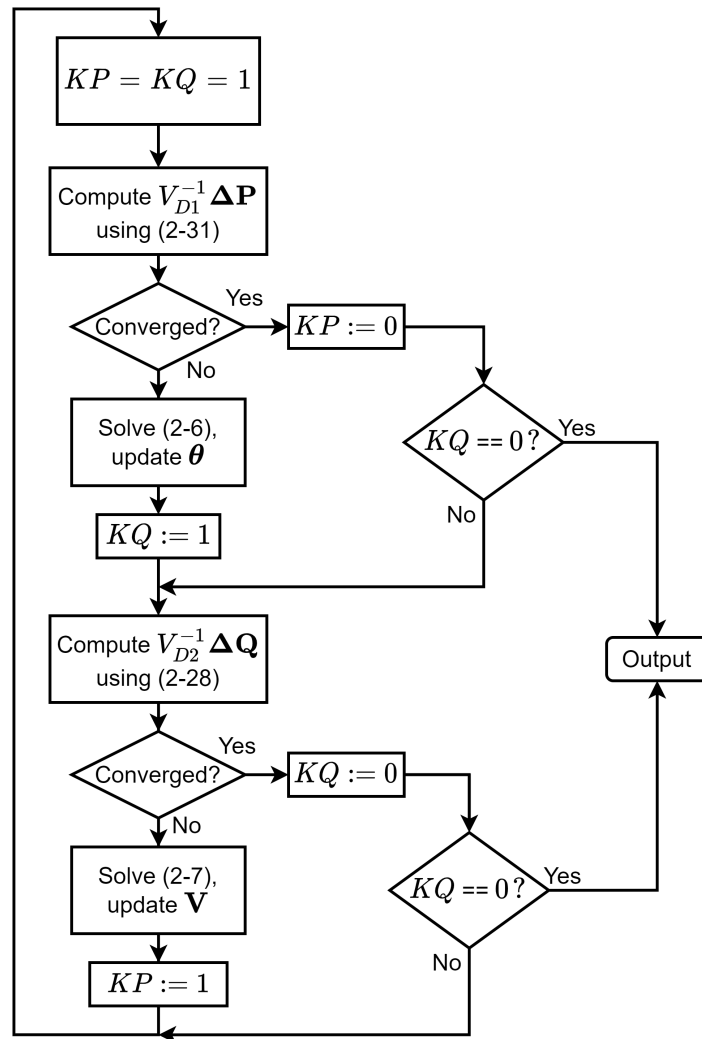 KP = KQ = 1
Compute V_{D1}^{-1} ΔP
using (2-31)
Converged?
Yes
KP := 0
No
Solve (2-6),
update θ
KQ == 0?
Yes
No
KQ := 1
Compute V_{D2}^{-1} ΔQ
using (2-28)
Output
Converged?
Yes
KQ := 0
No
Solve (2-7),
update V
KQ == 0?
Yes
No
KP := 1